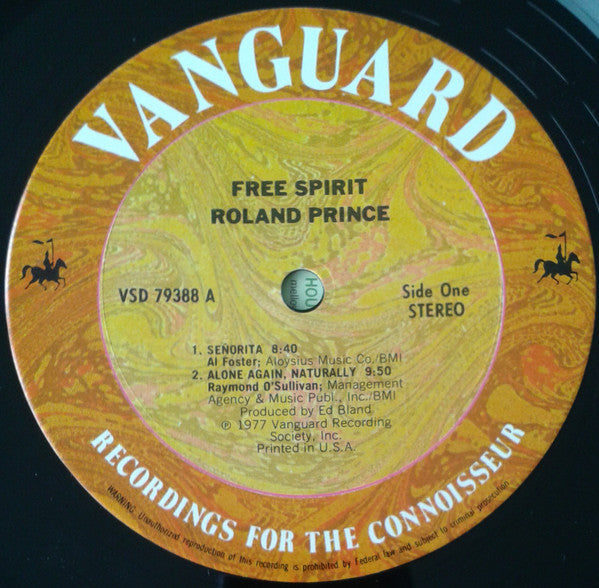 VANGUARD
FREE SPIRIT
ROLAND PRINCE
VSD 79388 A
Side One
STEREO
HOU
1. SEÑORITA 8:40
Al Foster; Aloysius Music Co./BMI
2. ALONE AGAIN, NATURALLY 9:50
Raymond O'Sullivan; Management
Agency & Music Publ., Inc./BMI
Produced by Ed Bland
℗ 1977 Vanguard Recording
Society, Inc.
Printed in U.S.A.
RECORDINGS FOR THE CONNOISSEUR
WARNING: Unauthorized reproduction of this recording is prohibited by Federal law and subject to criminal prosecution